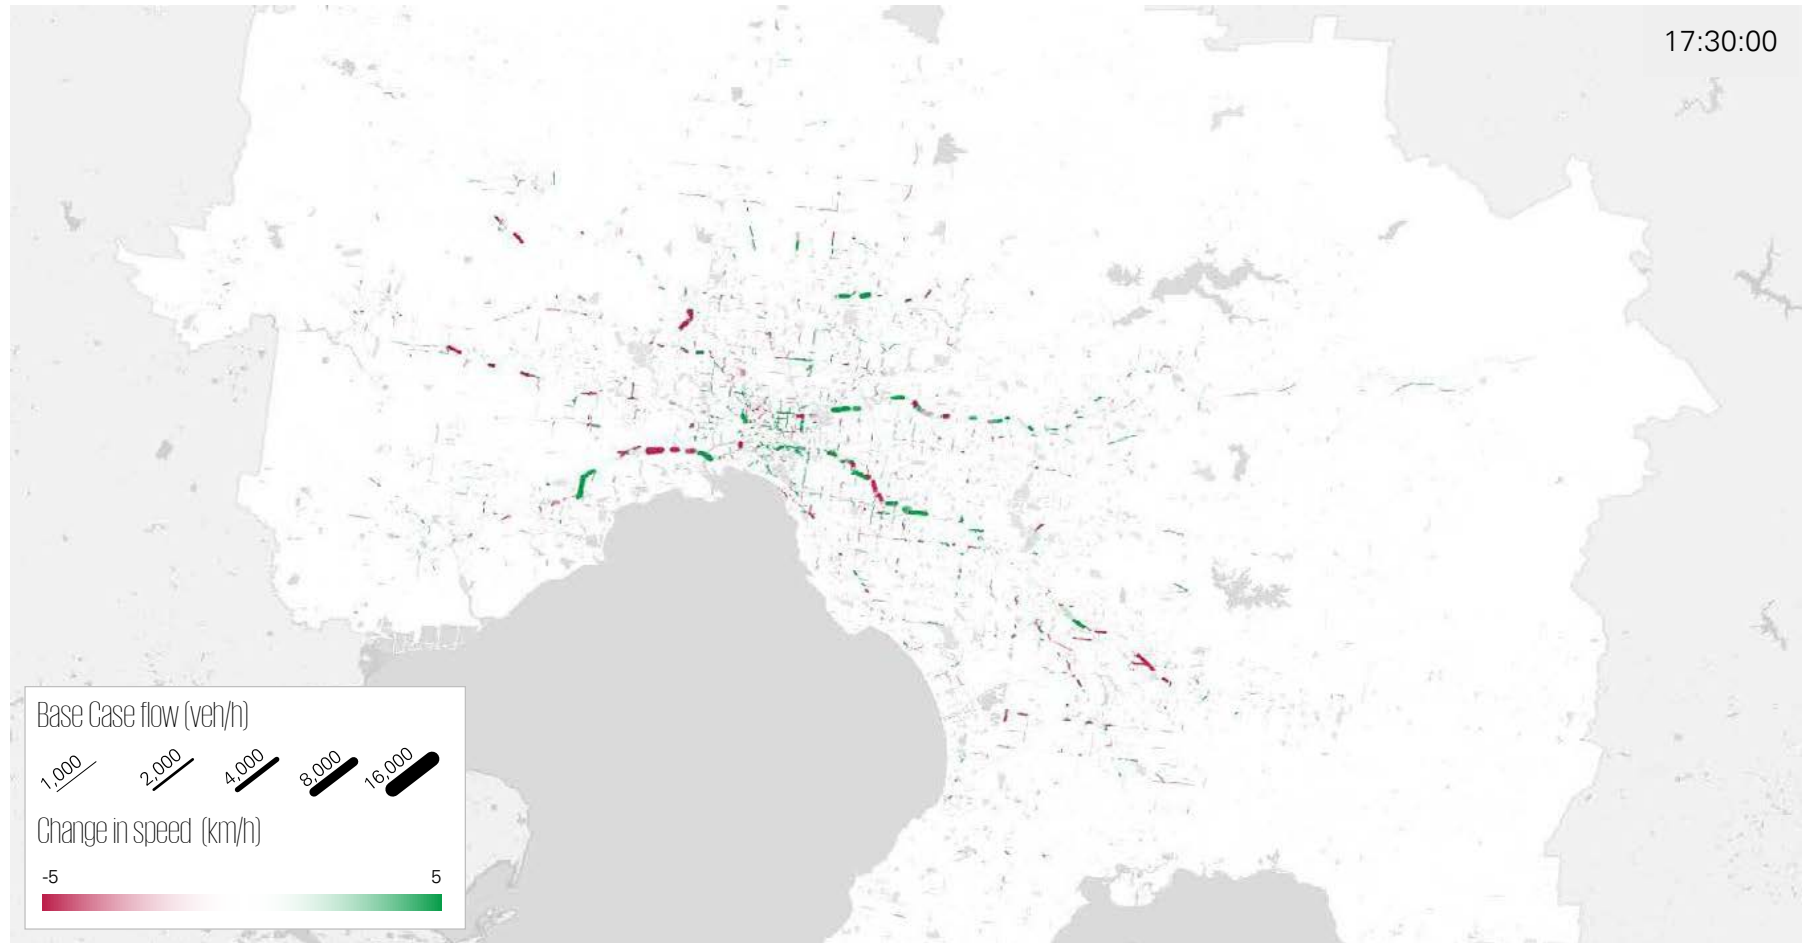 17:30:00
Base Case flow (veh/h)
1,000 2,000 4,000 8,000 16,000
Change in speed (km/h)
-5 5